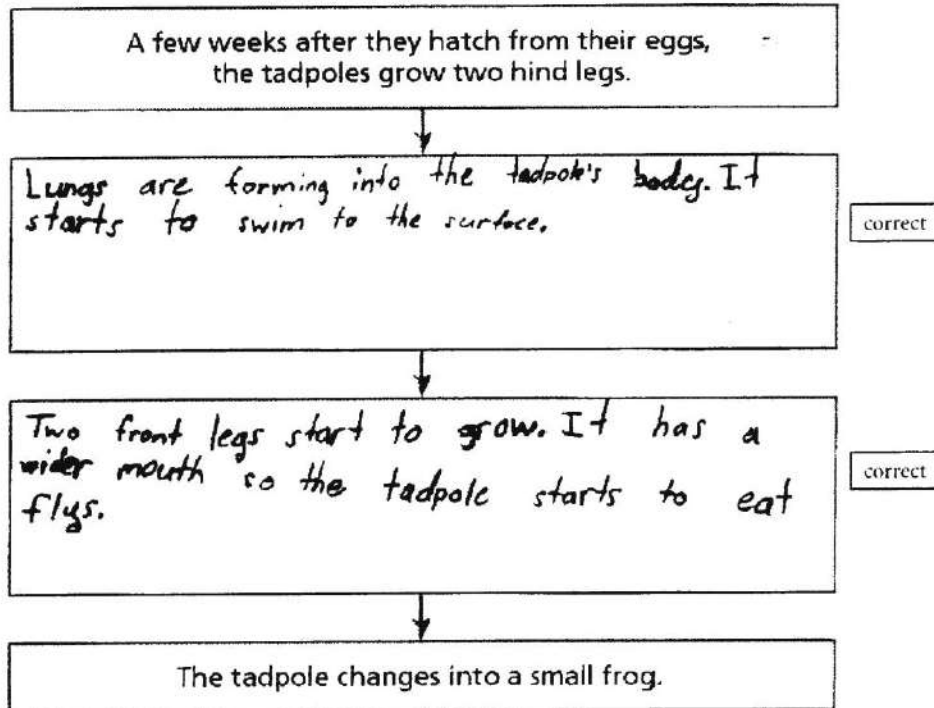 A few weeks after they hatch from their eggs,
the tadpoles grow two hind legs.
Lungs are forming into the tadpole's body. It
starts to swim to the surface.
correct
Two front legs start to grow. It has a
wider mouth so the tadpole starts to eat
flys.
correct
The tadpole changes into a small frog.